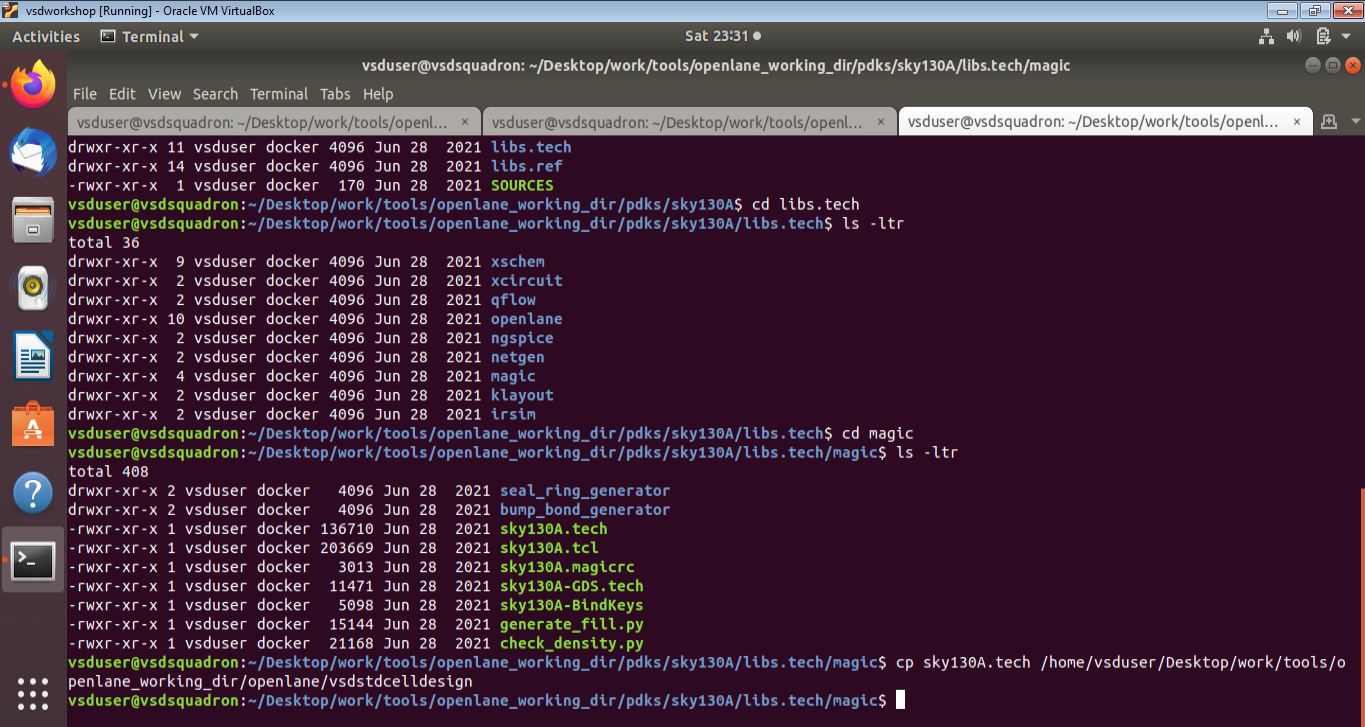 vsdworkshop [Running] - Oracle VM VirtualBox
Activities Terminal Sat 23:31
vsduser@vsdsquadron: ~/Desktop/work/tools/openlane_working_dir/pdks/sky130A/libs.tech/magic
File Edit View Search Terminal Tabs Help
vsduser@vsdsquadron: ~/Desktop/work/tools/openl... × vsduser@vsdsquadron: ~/Desktop/work/tools/openl... × vsduser@vsdsquadron: ~/Desktop/work/tools/openl... ×
drwxr-xr-x 11 vsduser docker 4096 Jun 28  2021 libs.tech
drwxr-xr-x 14 vsduser docker 4096 Jun 28  2021 libs.ref
-rwxr-xr-x  1 vsduser docker  170 Jun 28  2021 SOURCES
vsduser@vsdsquadron:~/Desktop/work/tools/openlane_working_dir/pdks/sky130A$ cd libs.tech
vsduser@vsdsquadron:~/Desktop/work/tools/openlane_working_dir/pdks/sky130A/libs.tech$ ls -ltr
total 36
drwxr-xr-x  9 vsduser docker 4096 Jun 28  2021 xschem
drwxr-xr-x  2 vsduser docker 4096 Jun 28  2021 xcircuit
drwxr-xr-x  2 vsduser docker 4096 Jun 28  2021 qflow
drwxr-xr-x 10 vsduser docker 4096 Jun 28  2021 openlane
drwxr-xr-x  2 vsduser docker 4096 Jun 28  2021 ngspice
drwxr-xr-x  2 vsduser docker 4096 Jun 28  2021 netgen
drwxr-xr-x  4 vsduser docker 4096 Jun 28  2021 magic
drwxr-xr-x  2 vsduser docker 4096 Jun 28  2021 klayout
drwxr-xr-x  2 vsduser docker 4096 Jun 28  2021 irsim
vsduser@vsdsquadron:~/Desktop/work/tools/openlane_working_dir/pdks/sky130A/libs.tech$ cd magic
vsduser@vsdsquadron:~/Desktop/work/tools/openlane_working_dir/pdks/sky130A/libs.tech/magic$ ls -ltr
total 408
drwxr-xr-x 2 vsduser docker   4096 Jun 28  2021 seal_ring_generator
drwxr-xr-x 2 vsduser docker   4096 Jun 28  2021 bump_bond_generator
-rwxr-xr-x 1 vsduser docker 136710 Jun 28  2021 sky130A.tech
-rwxr-xr-x 1 vsduser docker 203669 Jun 28  2021 sky130A.tcl
-rwxr-xr-x 1 vsduser docker   3013 Jun 28  2021 sky130A.magicrc
-rwxr-xr-x 1 vsduser docker  11471 Jun 28  2021 sky130A-GDS.tech
-rwxr-xr-x 1 vsduser docker   5098 Jun 28  2021 sky130A-BindKeys
-rwxr-xr-x 1 vsduser docker  15144 Jun 28  2021 generate_fill.py
-rwxr-xr-x 1 vsduser docker  21168 Jun 28  2021 check_density.py
vsduser@vsdsquadron:~/Desktop/work/tools/openlane_working_dir/pdks/sky130A/libs.tech/magic$ cp sky130A.tech /home/vsduser/Desktop/work/tools/o
penlane_working_dir/openlane/vsdstdcelldesign
vsduser@vsdsquadron:~/Desktop/work/tools/openlane_working_dir/pdks/sky130A/libs.tech/magic$